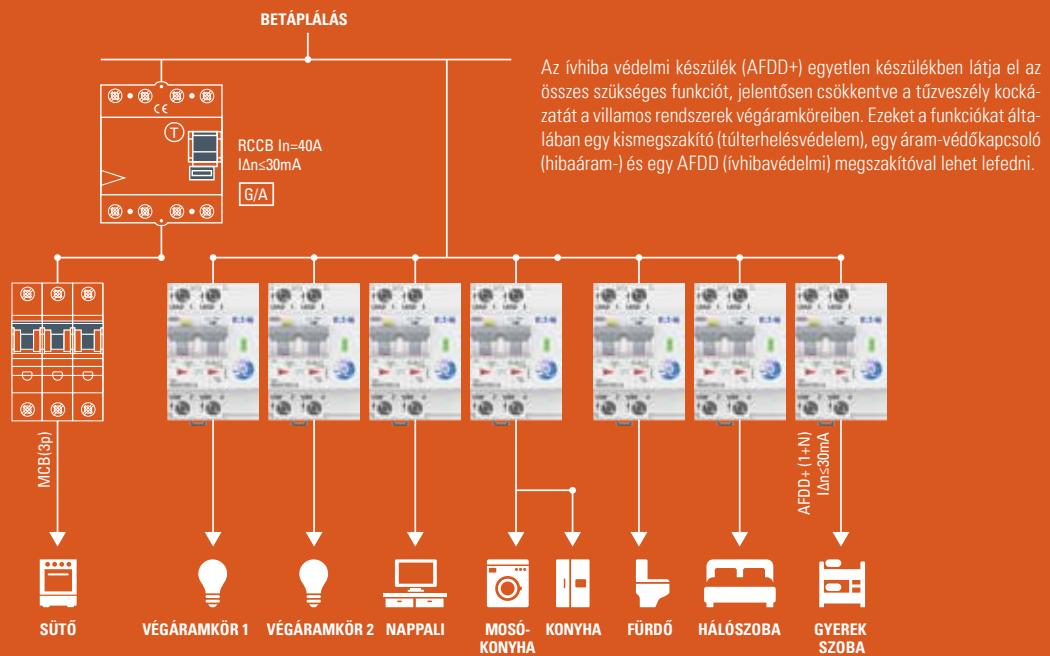 BETÁPLÁLÁS
Az ívhiba védelmi készülék (AFDD+) egyetlen készülékben látja el az
összes szükséges funkciót, jelentősen csökkentve a tűzveszély kocká-
zatát a villamos rendszerek végáramköreiben. Ezeket a funkciókat álta-
lában egy kismegszakító (túlterhelésvédelem), egy áram-védőkapcsoló
(hibaáram-) és egy AFDD (ívhibavédelmi) megszakítóval lehet lefedni.
CE
T
RCCB In=40A
IΔn≤30mA
G/A
MCB(3p)
AFDD+ (1+N)
IΔn≤30mA
SÜTŐ
VÉGÁRAMKÖR 1
VÉGÁRAMKÖR 2
NAPPALI
MOSÓ-
KONYHA
KONYHA
FÜRDŐ
HÁLÓSZOBA
GYEREK
SZOBA